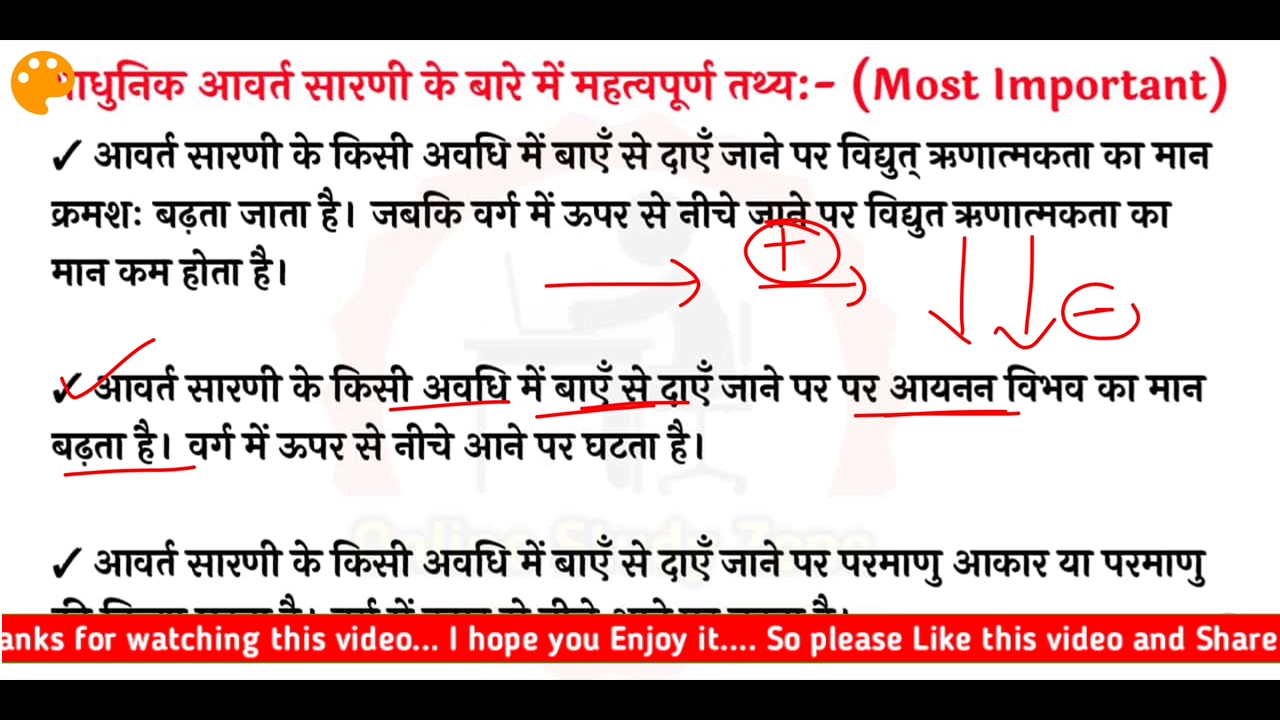 आधुनिक आवर्त सारणी के बारे में महत्वपूर्ण तथ्य:- (Most Important)
✓ आवर्त सारणी के किसी अवधि में बाएँ से दाएँ जाने पर विद्युत् ऋणात्मकता का मान
क्रमशः बढ़ता जाता है। जबकि वर्ग में ऊपर से नीचे जाने पर विद्युत ऋणात्मकता का
मान कम होता है।
+
-
✓ आवर्त सारणी के किसी अवधि में बाएँ से दाएँ जाने पर पर आयनन विभव का मान
बढ़ता है। वर्ग में ऊपर से नीचे आने पर घटता है।
Online Study Zone
✓ आवर्त सारणी के किसी अवधि में बाएँ से दाएँ जाने पर परमाणु आकार या परमाणु
anks for watching this video... I hope you Enjoy it.... So please Like this video and Share